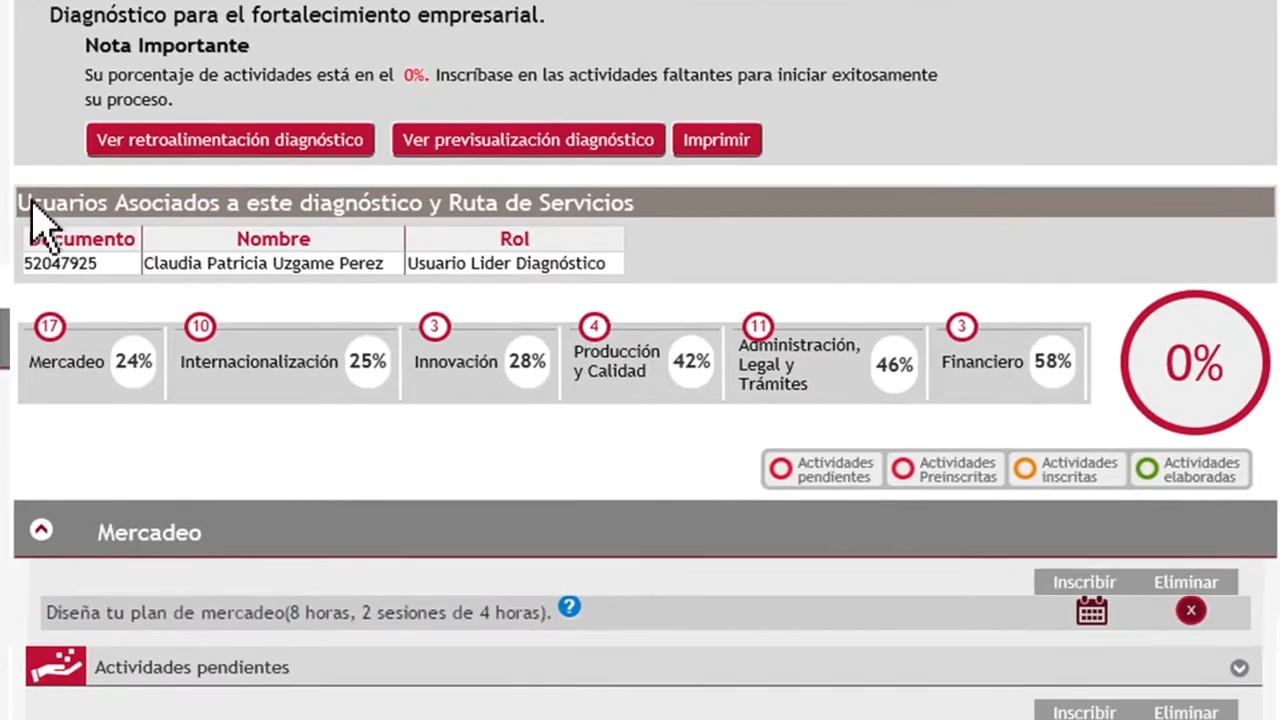 Diagnóstico para el fortalecimiento empresarial.
Nota Importante
Su porcentaje de actividades está en el 0%. Inscríbase en las actividades faltantes para iniciar exitosamente
su proceso.
Ver retroalimentación diagnóstico
Ver previsualización diagnóstico
Imprimir
Usuarios Asociados a este diagnóstico y Ruta de Servicios
Documento Nombre Rol
52047925 Claudia Patricia Uzgame Perez Usuario Lider Diagnóstico
17
Mercadeo 24%
10
Internacionalización 25%
3
Innovación 28%
4
Producción
y Calidad 42%
11
Administración,
Legal y
Trámites 46%
3
Financiero 58%
0%
Actividades
pendientes
Actividades
Preinscritas
Actividades
inscritas
Actividades
elaboradas
Mercadeo
Inscribir Eliminar
Diseña tu plan de mercadeo(8 horas, 2 sesiones de 4 horas). ?
x
Actividades pendientes
Inscribir Eliminar